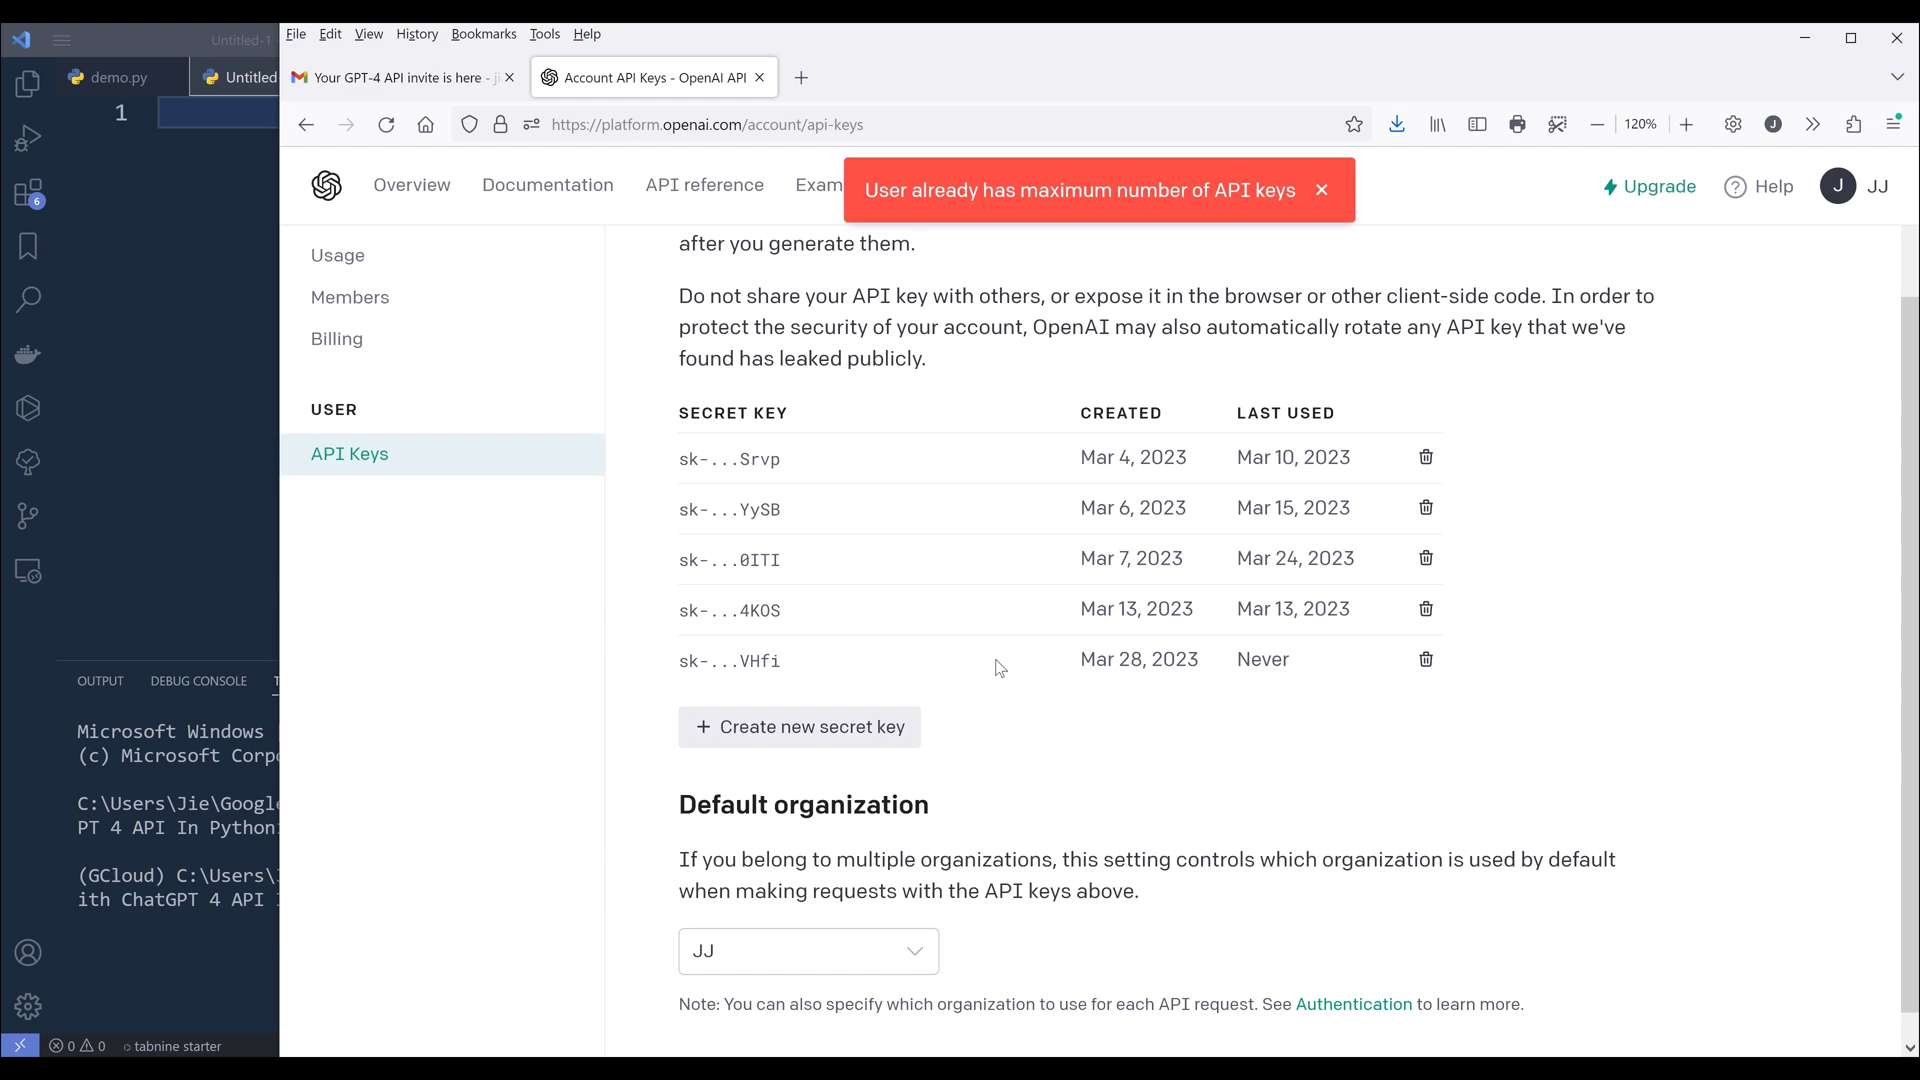 Untitled-1
File Edit View History Bookmarks Tools Help
demo.py
Untitled
Your GPT-4 API invite is here - ji
Account API Keys - OpenAI API
1
https://platform.openai.com/account/api-keys
120%
J
6
Overview
Documentation
API reference
Exam
User already has maximum number of API keys
Upgrade
Help
J
JJ
Usage
Members
Billing
USER
API Keys
after you generate them.
Do not share your API key with others, or expose it in the browser or other client-side code. In order to
protect the security of your account, OpenAI may also automatically rotate any API key that we've
found has leaked publicly.
SECRET KEY CREATED LAST USED
sk-...Srvp Mar 4, 2023 Mar 10, 2023
sk-...YySB Mar 6, 2023 Mar 15, 2023
sk-...0ITI Mar 7, 2023 Mar 24, 2023
sk-...4KOS Mar 13, 2023 Mar 13, 2023
sk-...VHfi Mar 28, 2023 Never
+ Create new secret key
Default organization
If you belong to multiple organizations, this setting controls which organization is used by default
when making requests with the API keys above.
JJ
Note: You can also specify which organization to use for each API request. See Authentication to learn more.
OUTPUT DEBUG CONSOLE T
Microsoft Windows
(c) Microsoft Corpo
C:\Users\Jie\Google
PT 4 API In Python
(GCloud) C:\Users\
ith ChatGPT 4 API
0 0 tabnine starter